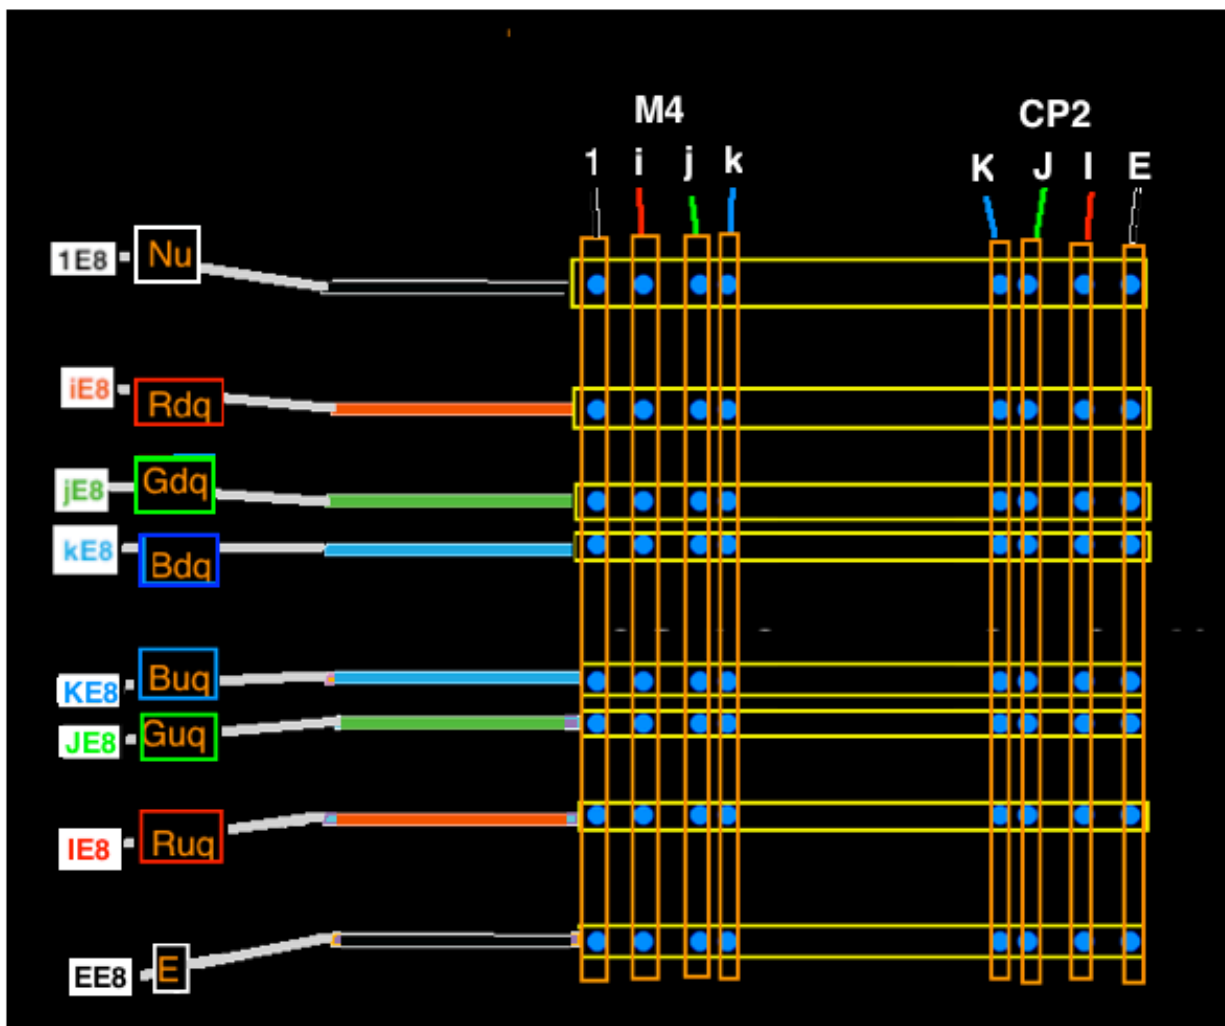 M4 CP2
1 i j k K J I E
1E8 Nu
iE8 Rdq
jE8 Gdq
kE8 Bdq
KE8 Buq
JE8 Guq
IE8 Ruq
EE8 E